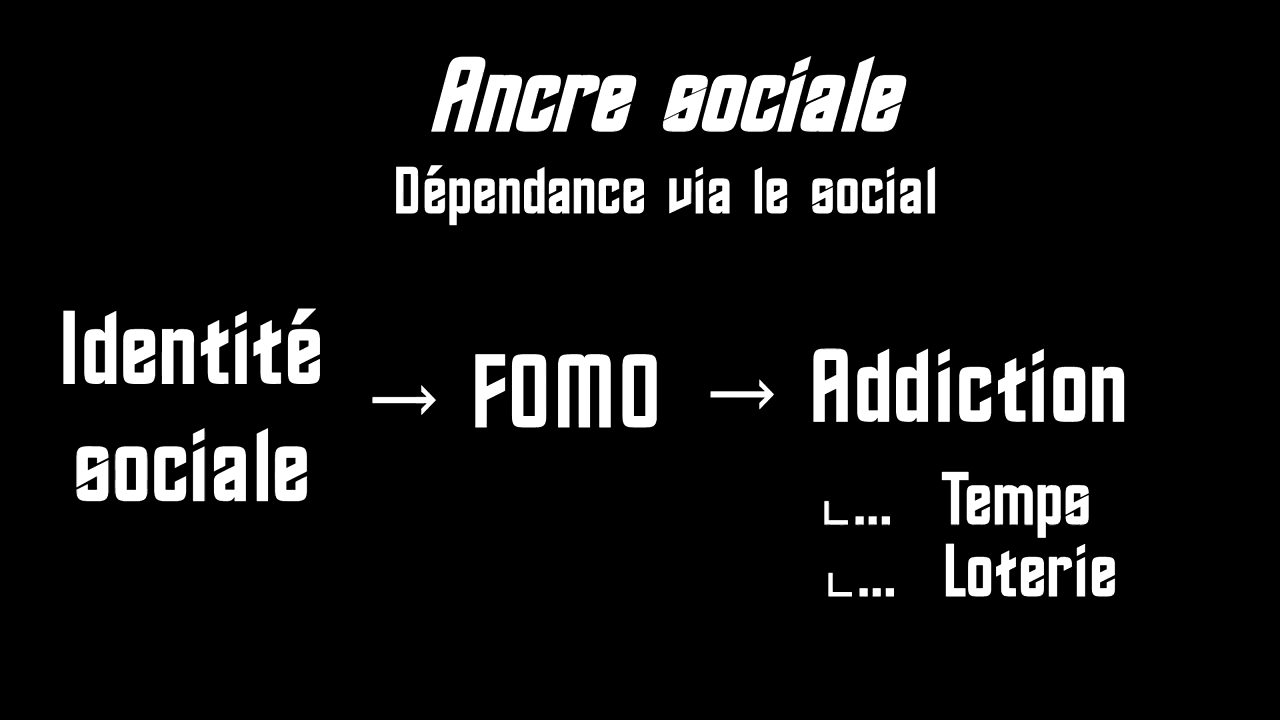 Ancre sociale
Dépendance via le social
Identité
sociale
→ FOMO → Addiction
∟... Temps
∟... Loterie